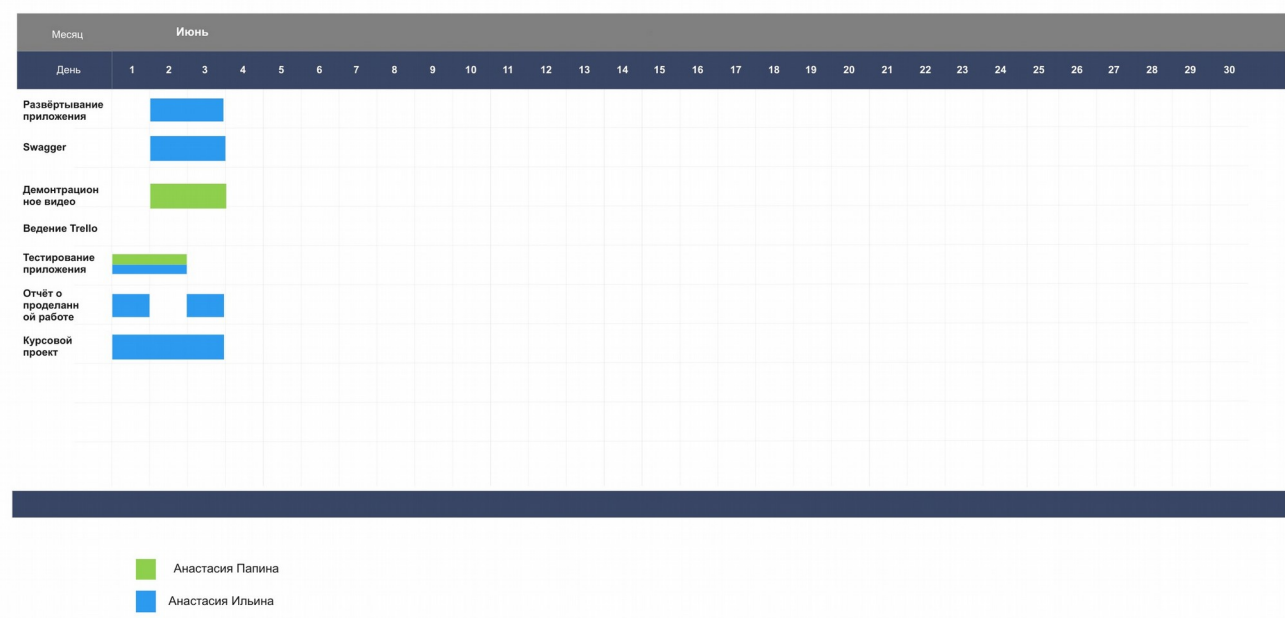 Месяц Июнь
День 1 2 3 4 5 6 7 8 9 10 11 12 13 14 15 16 17 18 19 20 21 22 23 24 25 26 27 28 29 30
Развёртывание
приложения
Swagger
Демонтрацион
ное видео
Ведение Trello
Тестирование
приложения
Отчёт о
проделанн
ой работе
Курсовой
проект
Анастасия Папина
Анастасия Ильина